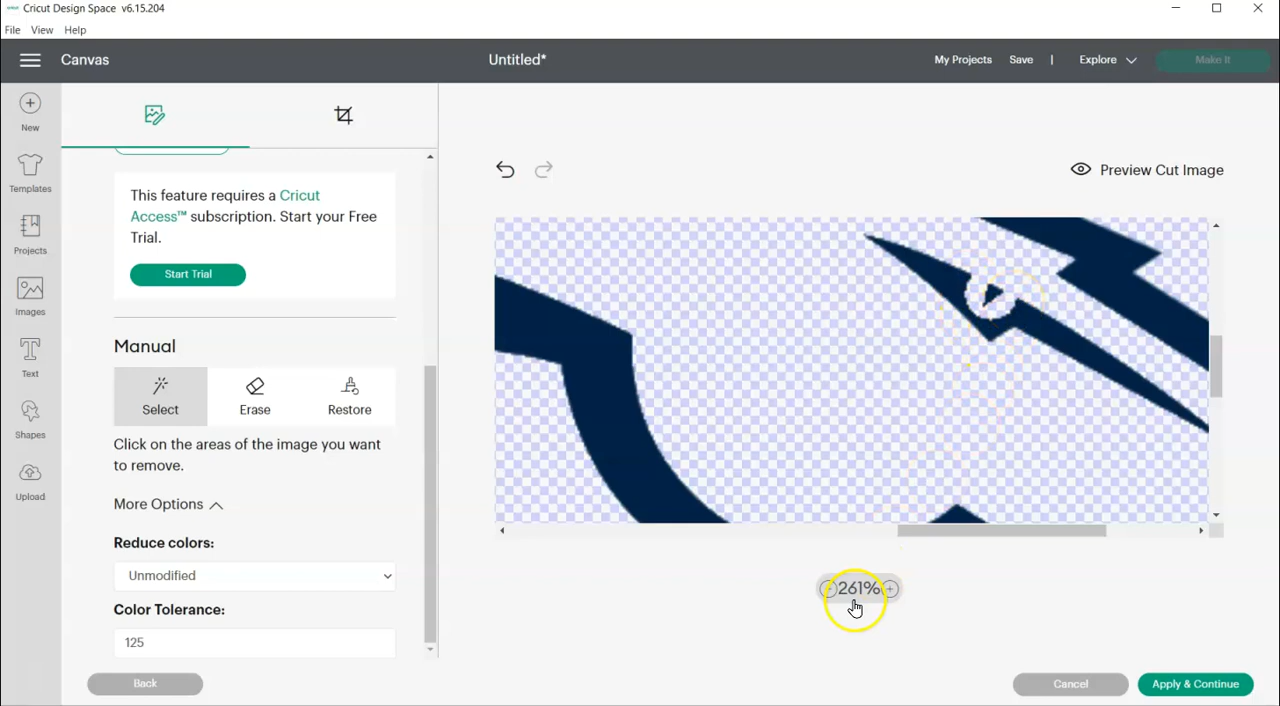 Cricut Design Space v6.15.204
File View Help
Canvas
Untitled*
My Projects Save | Explore Make It
New
Templates
Projects
Images
Text
Shapes
Upload
This feature requires a Cricut
Access™ subscription. Start your Free
Trial.
Start Trial
Manual
Select Erase Restore
Click on the areas of the image you want
to remove.
More Options
Reduce colors:
Unmodified
Color Tolerance:
125
Back
Preview Cut Image
261%
Cancel Apply & Continue